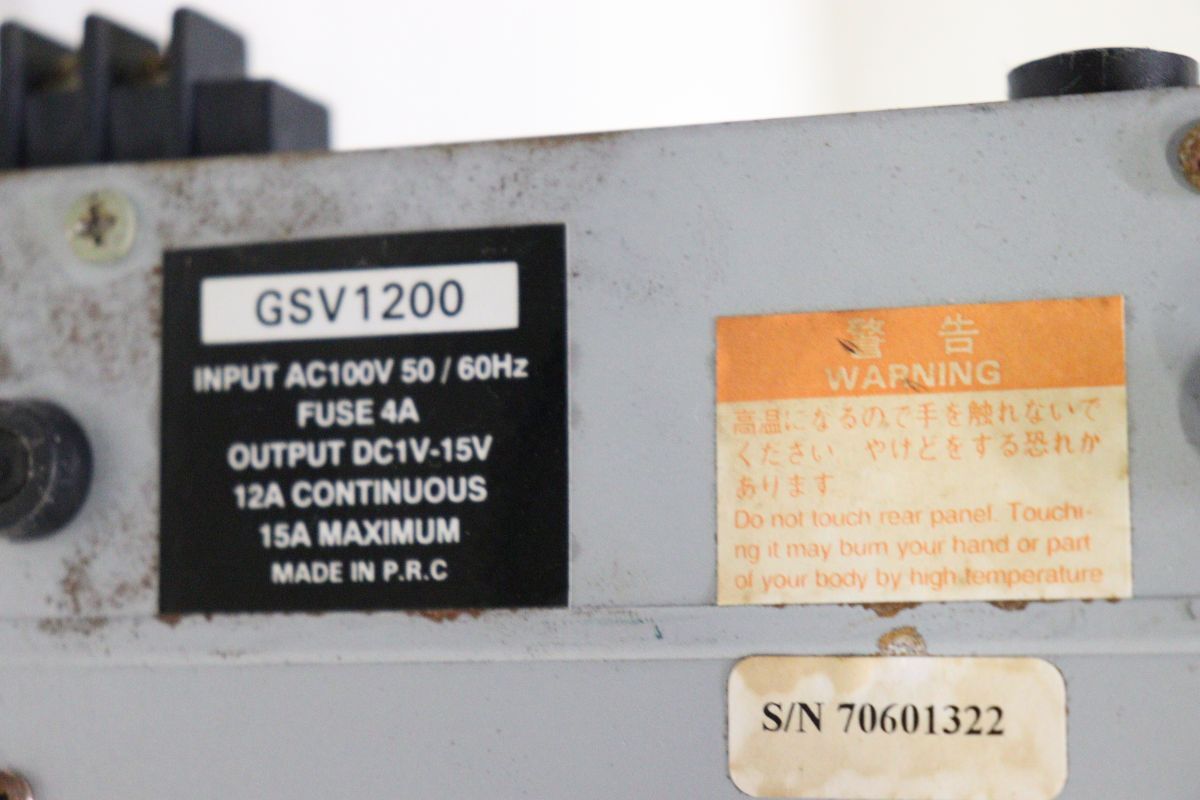 GSV1200
INPUT AC100V 50 / 60Hz
FUSE 4A
OUTPUT DC1V-15V
12A CONTINUOUS
15A MAXIMUM
MADE IN P.R.C
警 告
WARNING
高温になるので手を触れないで
ください やけどをする恐れが
あります
Do not touch rear panel. Touchi-
ng it may burn your hand or part
of your body by high temperature
S/N 70601322